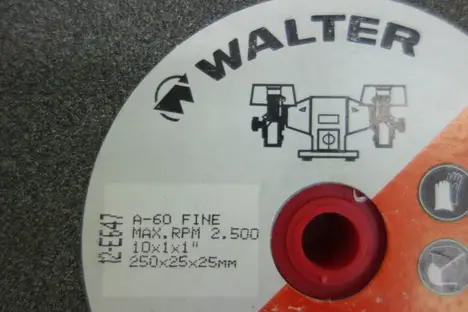 WALTER
12-E647
A-60 FINE
MAX.RPM 2.500
10x1x1"
250x25x25MM